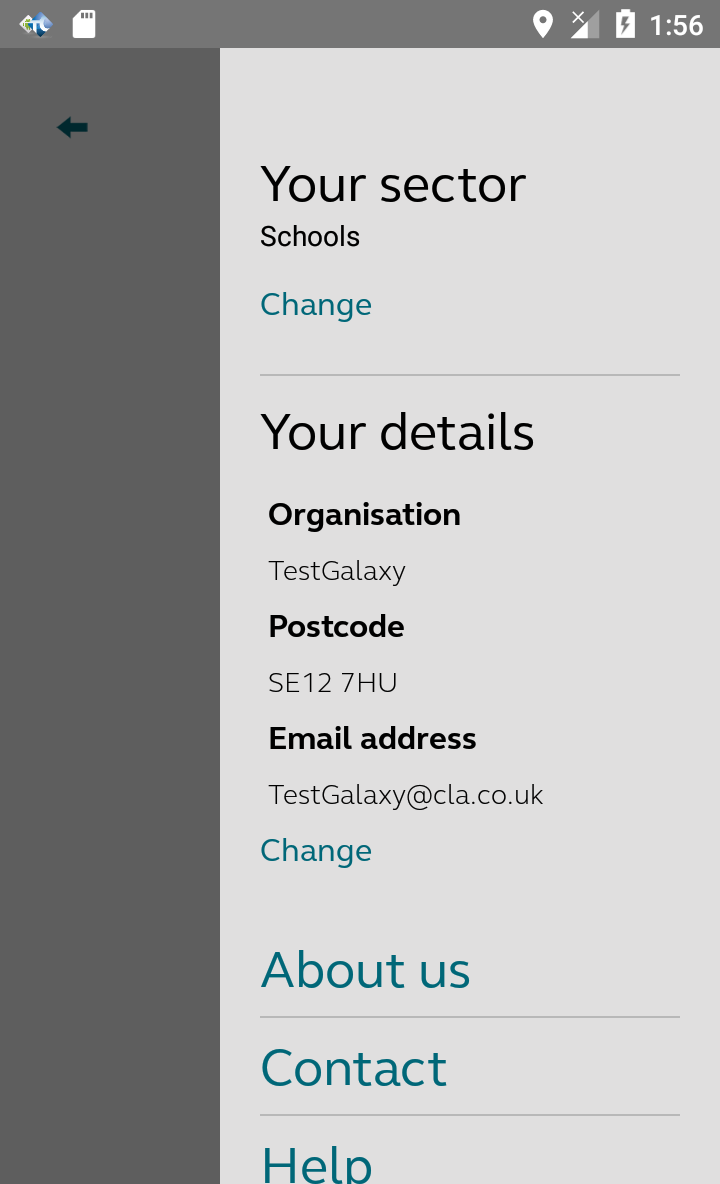 1:56
Your sector
Schools
Change
Your details
Organisation
TestGalaxy
Postcode
SE12 7HU
Email address
TestGalaxy@cla.co.uk
Change
About us
Contact
Help